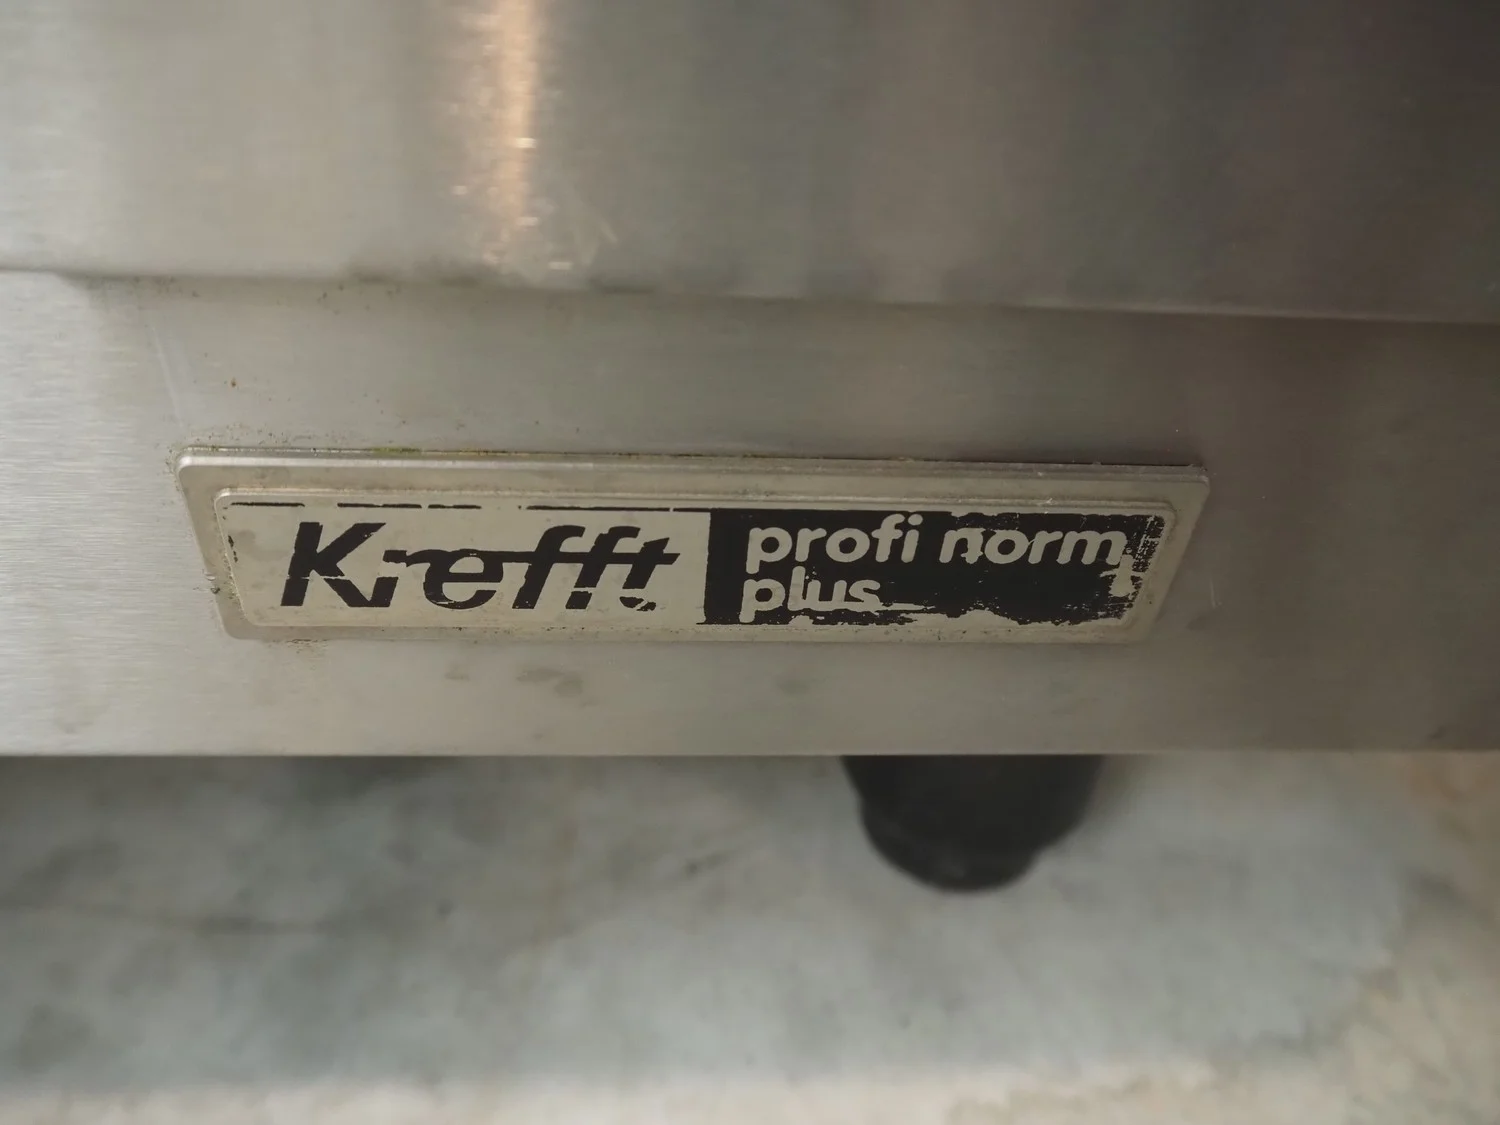 Krefft
profi norm
plus